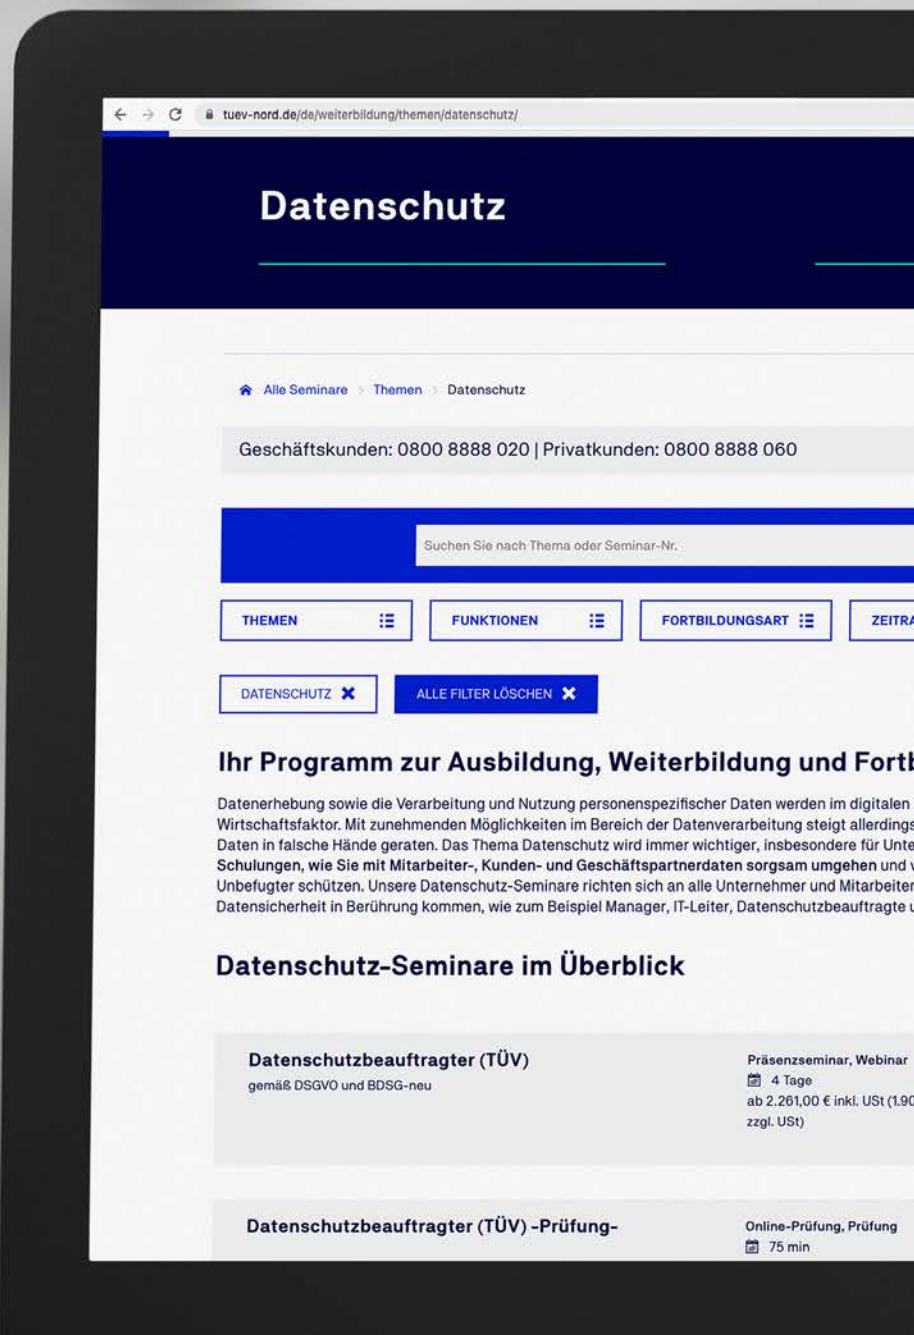 tuev-nord.de/de/weiterbildung/themen/datenschutz/
Datenschutz
Alle Seminare > Themen > Datenschutz
Geschäftskunden: 0800 8888 020 | Privatkunden: 0800 8888 060
Suchen Sie nach Thema oder Seminar-Nr.
THEMEN FUNKTIONEN FORTBILDUNGSART ZEITRA
DATENSCHUTZ ALLE FILTER LÖSCHEN
Ihr Programm zur Ausbildung, Weiterbildung und Fortb
Datenerhebung sowie die Verarbeitung und Nutzung personenspezifischer Daten werden im digitalen
Wirtschaftsfaktor. Mit zunehmenden Möglichkeiten im Bereich der Datenverarbeitung steigt allerdings
Daten in falsche Hände geraten. Das Thema Datenschutz wird immer wichtiger, insbesondere für Unte
Schulungen, wie Sie mit Mitarbeiter-, Kunden- und Geschäftspartnerdaten sorgsam umgehen und v
Unbefugter schützen. Unsere Datenschutz-Seminare richten sich an alle Unternehmer und Mitarbeiter
Datensicherheit in Berührung kommen, wie zum Beispiel Manager, IT-Leiter, Datenschutzbeauftragte u
Datenschutz-Seminare im Überblick
Datenschutzbeauftragter (TÜV)
gemäß DSGVO und BDSG-neu
Präsenzseminar, Webinar
4 Tage
ab 2.261,00 € inkl. USt (1.90
zzgl. USt)
Datenschutzbeauftragter (TÜV) -Prüfung-
Online-Prüfung, Prüfung
75 min